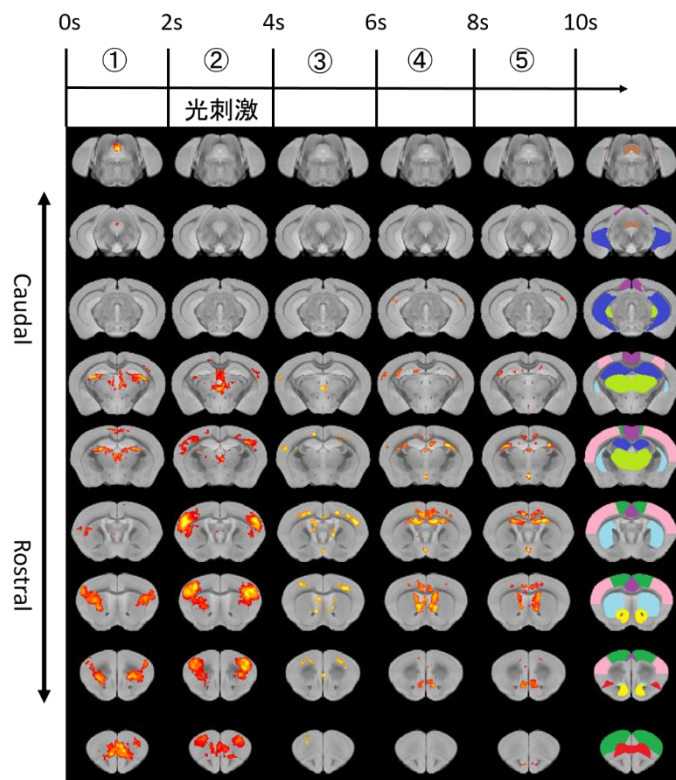 0s 2s 4s 6s 8s 10s
① ② ③ ④ ⑤
光刺激
Caudal
Rostral